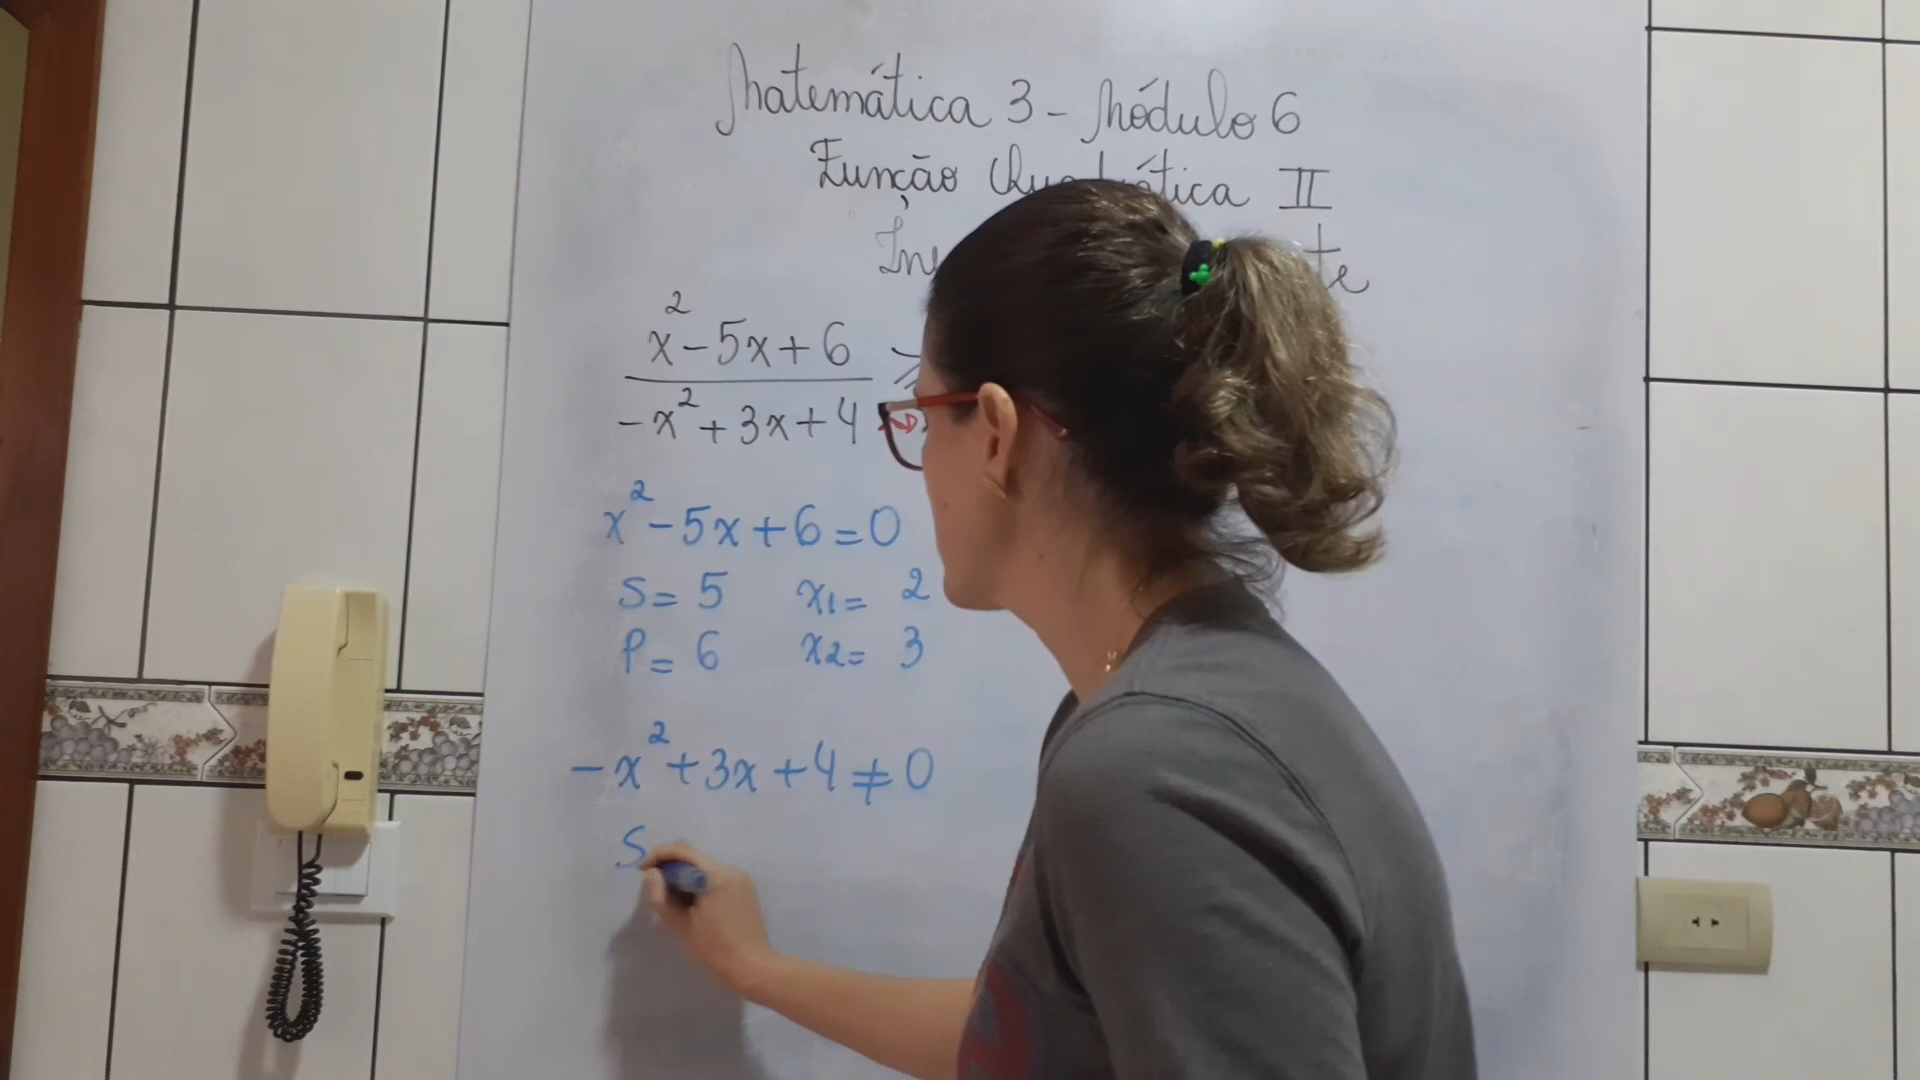 Matemática 3 - Módulo 6
Função Quadrática II
x² - 5x + 6 ⩾
- x² + 3x + 4
x² - 5x + 6 = 0
S = 5 x1 = 2
P = 6 x2 = 3
- x² + 3x + 4 ≠ 0
S